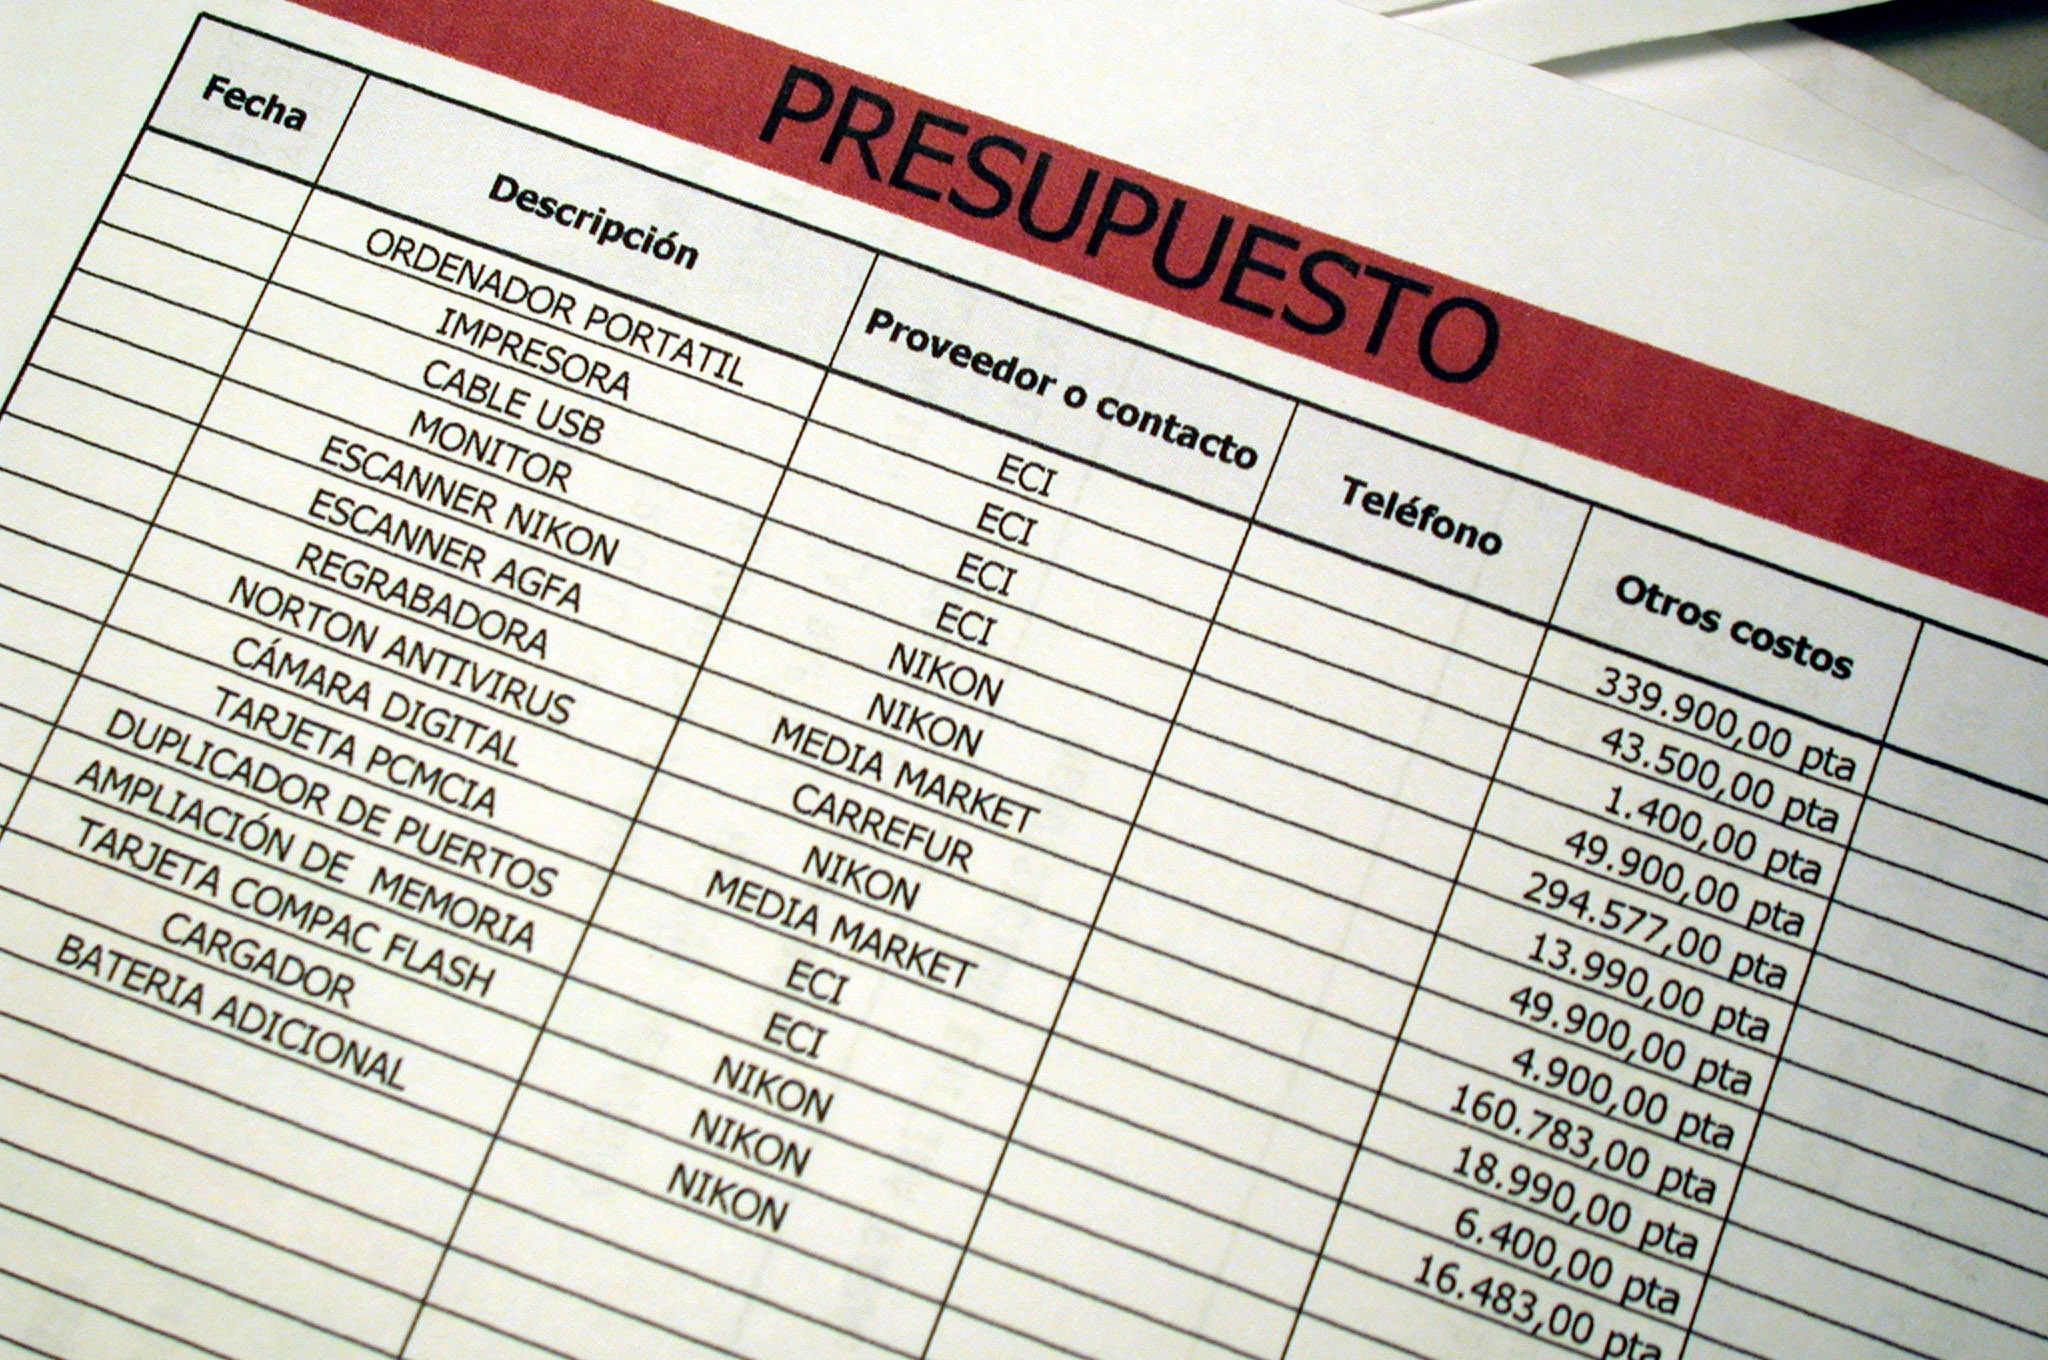 PRESUPUESTO
Fecha Descripción Proveedor o contacto Teléfono Otros costos
ORDENADOR PORTATIL ECI 339.900,00 pta
IMPRESORA ECI 43.500,00 pta
CABLE USB ECI 1.400,00 pta
MONITOR ECI 49.900,00 pta
ESCANNER NIKON NIKON 294.577,00 pta
ESCANNER AGFA NIKON 13.990,00 pta
REGRABADORA MEDIA MARKET 49.900,00 pta
NORTON ANTIVIRUS CARREFUR 4.900,00 pta
CÁMARA DIGITAL NIKON 160.783,00 pta
TARJETA PCMCIA MEDIA MARKET 18.990,00 pta
DUPLICADOR DE PUERTOS ECI 6.400,00 pta
AMPLIACIÓN DE MEMORIA ECI 16.483,00 pta
TARJETA COMPAC FLASH NIKON
CARGADOR NIKON
BATERIA ADICIONAL NIKON